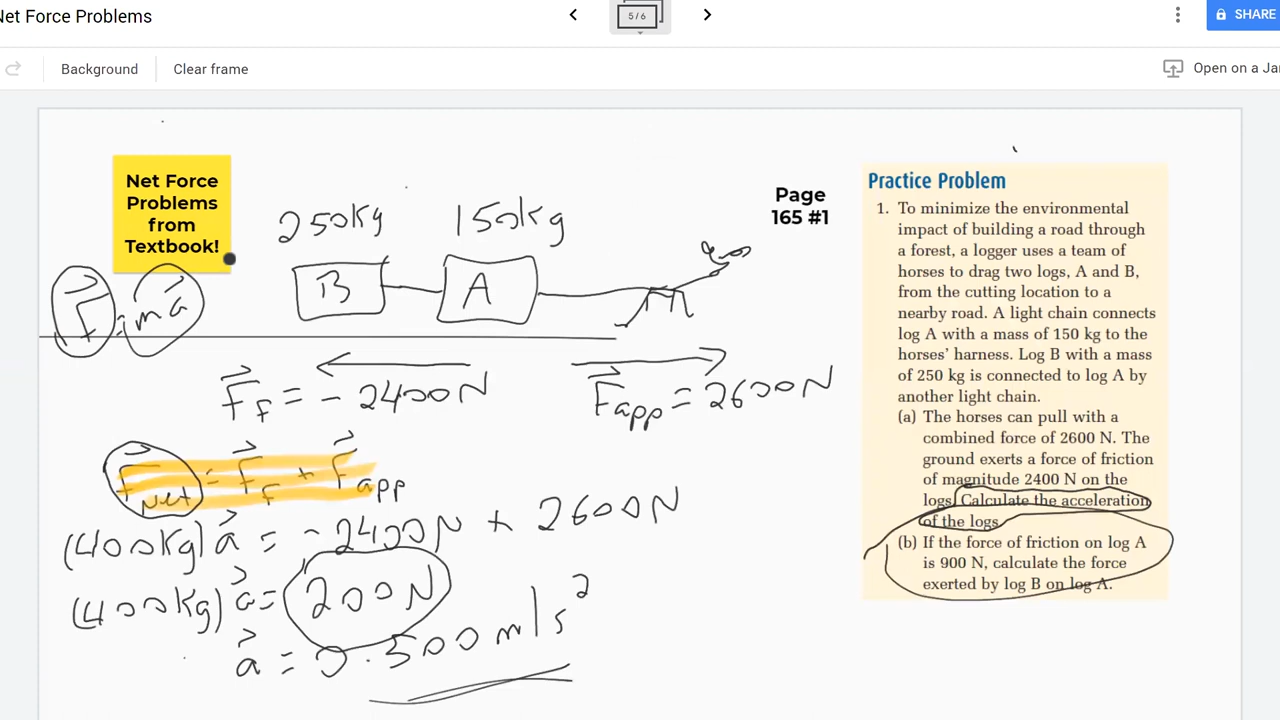 Net Force Problems
5/6
SHARE
Background
Clear frame
Open on a Ja
Net Force
Problems
from
Textbook!
250kg
150kg
Page
165 #1
B
A
F = ma
F_f = - 2400N
F_app = 2600N
F_net = F_f + F_app
(400kg) a = - 2400N + 2600N
(400kg) a = 200N
a = 0.500 m/s²
Practice Problem
1. To minimize the environmental
impact of building a road through
a forest, a logger uses a team of
horses to drag two logs, A and B,
from the cutting location to a
nearby road. A light chain connects
log A with a mass of 150 kg to the
horses' harness. Log B with a mass
of 250 kg is connected to log A by
another light chain.
(a) The horses can pull with a
combined force of 2600 N. The
ground exerts a force of friction
of magnitude 2400 N on the
logs. Calculate the acceleration
of the logs.
(b) If the force of friction on log A
is 900 N, calculate the force
exerted by log B on log A.